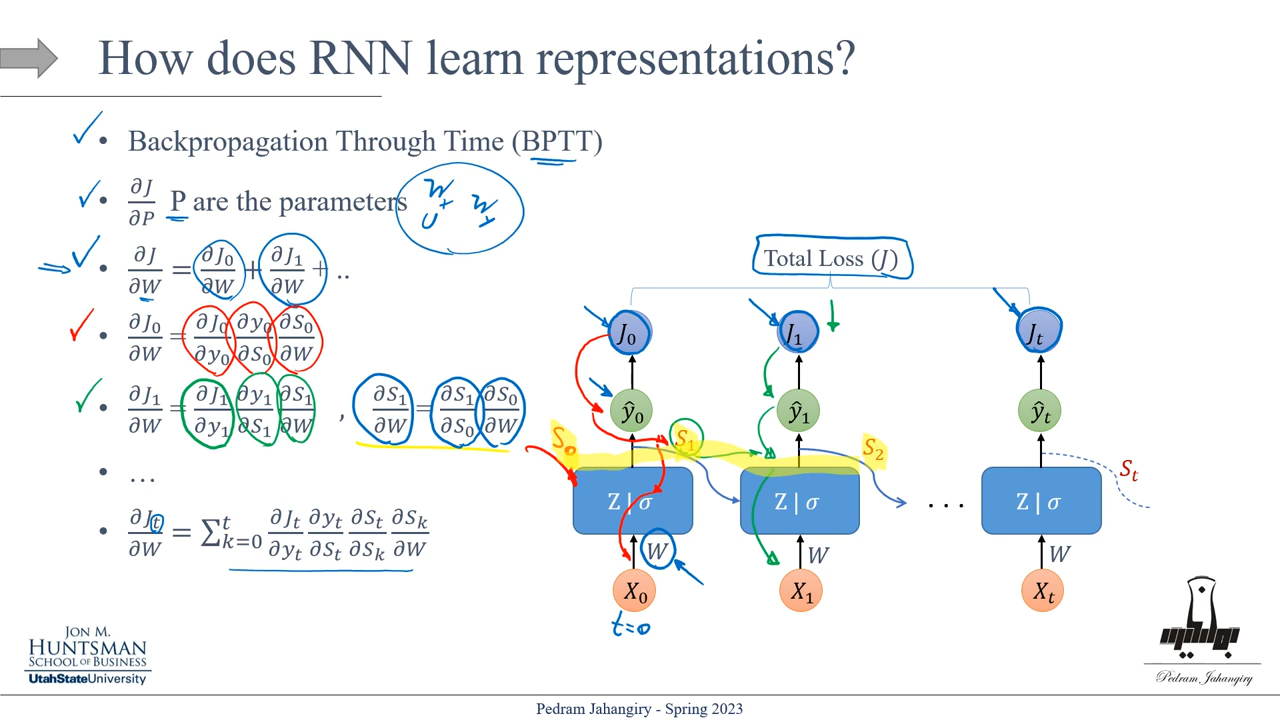 How does RNN learn representations?
• Backpropagation Through Time (BPTT)
• ∂J/∂P P are the parameters
W U W
• ∂J/∂W = ∂J₀/∂W + ∂J₁/∂W + ..
• ∂J₀/∂W = ∂J₀/∂y₀ ∂y₀/∂S₀ ∂S₀/∂W
• ∂J₁/∂W = ∂J₁/∂y₁ ∂y₁/∂S₁ ∂S₁/∂W , ∂S₁/∂W = ∂S₁/∂S₀ ∂S₀/∂W
• …
• ∂Jₜ/∂W = ∑ₖ₌₀ᵗ ∂Jₜ/∂yₜ ∂yₜ/∂Sₜ ∂Sₜ/∂Sₖ ∂Sₖ/∂W
Total Loss (J)
J₀ J₁ Jₜ
ŷ₀ ŷ₁ ŷₜ
S₀ S₁ S₂ Sₜ
Z | σ Z | σ . . . Z | σ
W W W
X₀ X₁ Xₜ
t=0
JON M.
HUNTSMAN
SCHOOL OF BUSINESS
UtahStateUniversity
Pedram Jahangiry
Pedram Jahangiry - Spring 2023